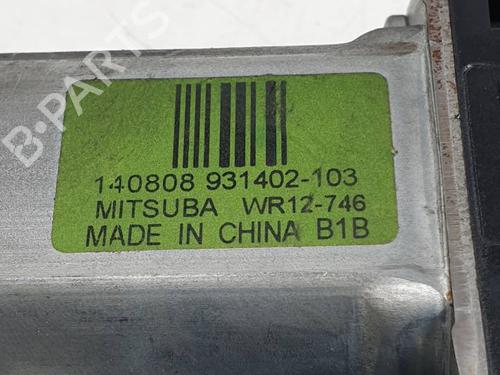 B-PARTS
140808 931402-103
MITSUBA WR12-746
MADE IN CHINA B1B